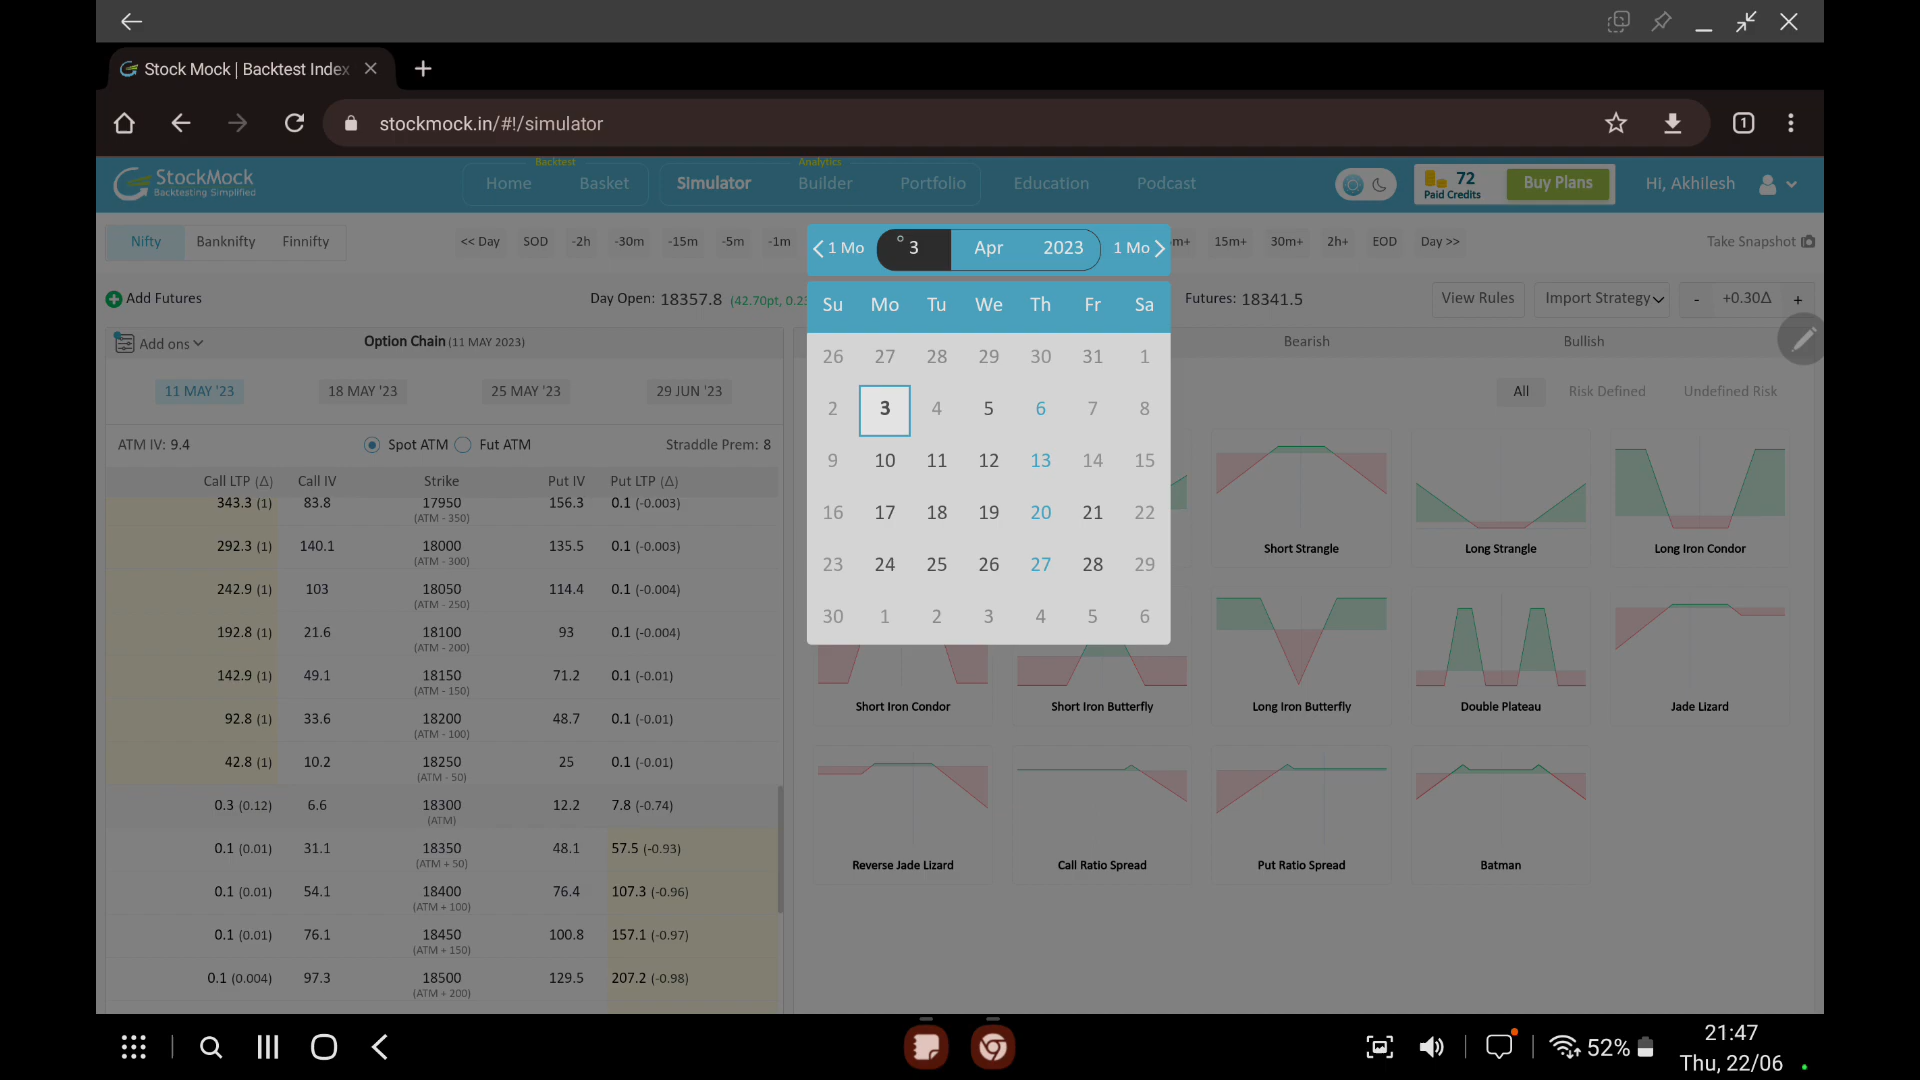 Stock Mock | Backtest Index
stockmock.in/#!/simulator
1
StockMock
Backtesting Simplified
Backtest
Home Basket
Simulator
Analytics
Builder Portfolio
Education Podcast
72
Paid Credits
Buy Plans
Hi, Akhilesh
Nifty Banknifty Finnifty
<< Day SOD -2h -30m -15m -5m -1m
m+ 15m+ 30m+ 2h+ EOD Day >>
Take Snapshot
1 Mo 3 Apr 2023 1 Mo
Add Futures
Day Open: 18357.8 (42.70pt, 0.23
Futures: 18341.5
View Rules Import Strategy - +0.30Δ +
Add ons
Option Chain (11 MAY 2023)
11 MAY '23 18 MAY '23 25 MAY '23 29 JUN '23
ATM IV: 9.4 Spot ATM Fut ATM Straddle Prem: 8
Call LTP (Δ) Call IV Strike Put IV Put LTP (Δ)
343.3 (1) 83.8 17950 156.3 0.1 (-0.003)
(ATM - 350)
292.3 (1) 140.1 18000 135.5 0.1 (-0.003)
(ATM - 300)
242.9 (1) 103 18050 114.4 0.1 (-0.004)
(ATM - 250)
192.8 (1) 21.6 18100 93 0.1 (-0.004)
(ATM - 200)
142.9 (1) 49.1 18150 71.2 0.1 (-0.01)
(ATM - 150)
92.8 (1) 33.6 18200 48.7 0.1 (-0.01)
(ATM - 100)
42.8 (1) 10.2 18250 25 0.1 (-0.01)
(ATM - 50)
0.3 (0.12) 6.6 18300 12.2 7.8 (-0.74)
(ATM)
0.1 (0.01) 31.1 18350 48.1 57.5 (-0.93)
(ATM + 50)
0.1 (0.01) 54.1 18400 76.4 107.3 (-0.96)
(ATM + 100)
0.1 (0.01) 76.1 18450 100.8 157.1 (-0.97)
(ATM + 150)
0.1 (0.004) 97.3 18500 129.5 207.2 (-0.98)
(ATM + 200)
Su Mo Tu We Th Fr Sa
26 27 28 29 30 31 1
2 3 4 5 6 7 8
9 10 11 12 13 14 15
16 17 18 19 20 21 22
23 24 25 26 27 28 29
30 1 2 3 4 5 6
Bearish Bullish
All Risk Defined Undefined Risk
Short Strangle Long Strangle Long Iron Condor
Short Iron Condor Short Iron Butterfly Long Iron Butterfly Double Plateau Jade Lizard
Reverse Jade Lizard Call Ratio Spread Put Ratio Spread Batman
52%
21:47
Thu, 22/06